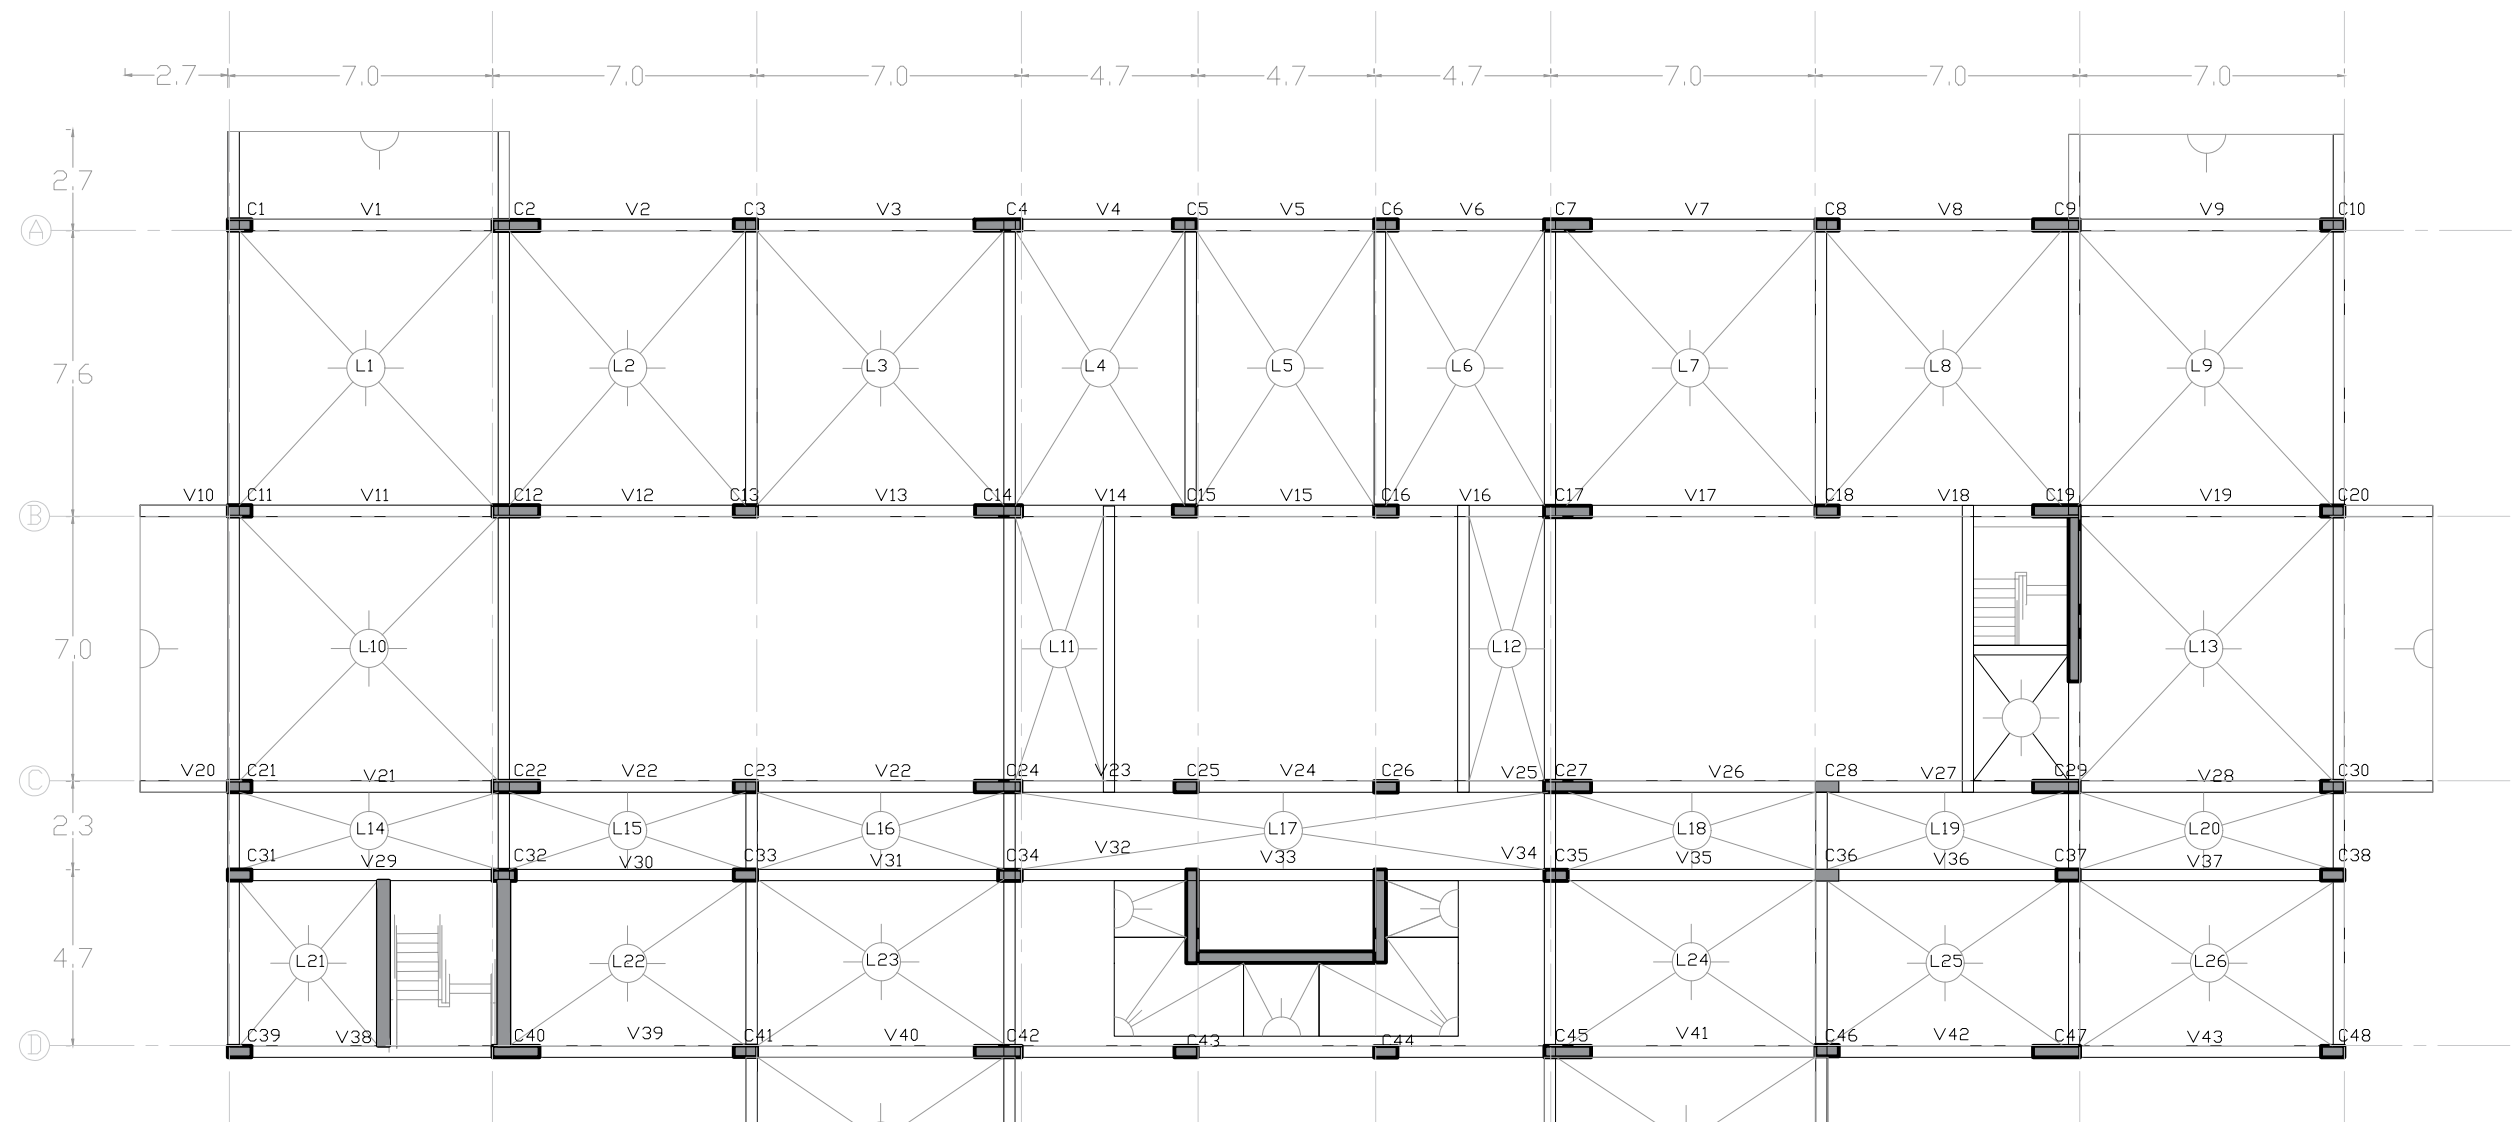 2,7 7,0 7,0 7,0 4,7 4,7 4,7 7,0 7,0 7,0
2,7
C1 V1 C2 V2 C3 V3 C4 V4 C5 V5 C6 V6 C7 V7 C8 V8 C9 V9 C10
A
7,6
L1 L2 L3 L4 L5 L6 L7 L8 L9
V10 C11 V11 C12 V12 C13 V13 C14 V14 C15 V15 C16 V16 C17 V17 C18 V18 C19 V19 C20
B
7,0
L10 L11 L12 L13
V20 C21 V21 C22 V22 C23 V22 C24 V23 C25 V24 C26 V25 C27 V26 C28 V27 C29 V28 C30
C
2,3
L14 L15 L16 L17 L18 L19 L20
C31 V29 C32 V30 C33 V31 C34 V32 V33 V34 C35 V35 C36 V36 C37 V37 C38
4,7
L21 L22 L23 L24 L25 L26
C39 V38 C40 V39 C41 V40 C42 C43 C44 C45 V41 C46 V42 C47 V43 C48
D